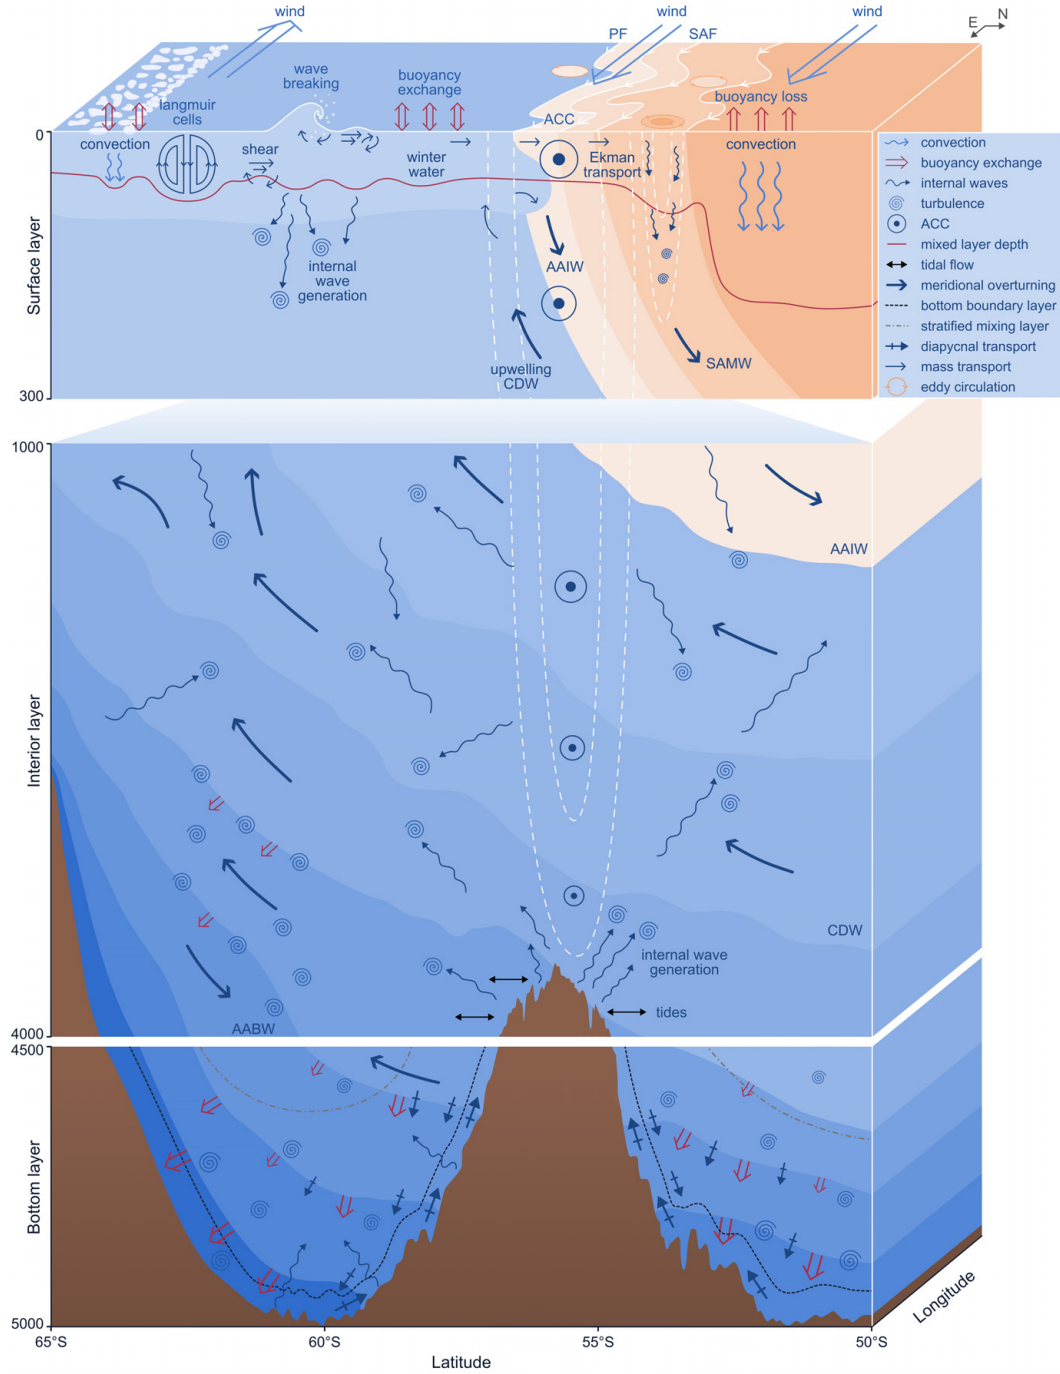 wind
wind
wind
E
N
PF
SAF
wave
breaking
buoyancy
exchange
buoyancy loss
langmuir
cells
ACC
0
convection
shear
winter
water
Ekman
transport
convection
convection
buoyancy exchange
internal waves
turbulence
ACC
mixed layer depth
tidal flow
meridional overturning
bottom boundary layer
stratified mixing layer
diapycnal transport
mass transport
eddy circulation
Surface layer
internal
wave
generation
AAIW
upwelling
CDW
SAMW
300
1000
AAIW
Interior layer
CDW
internal wave
generation
tides
AABW
4000
4500
Bottom layer
5000
65°S
60°S
55°S
50°S
Latitude
Longitude